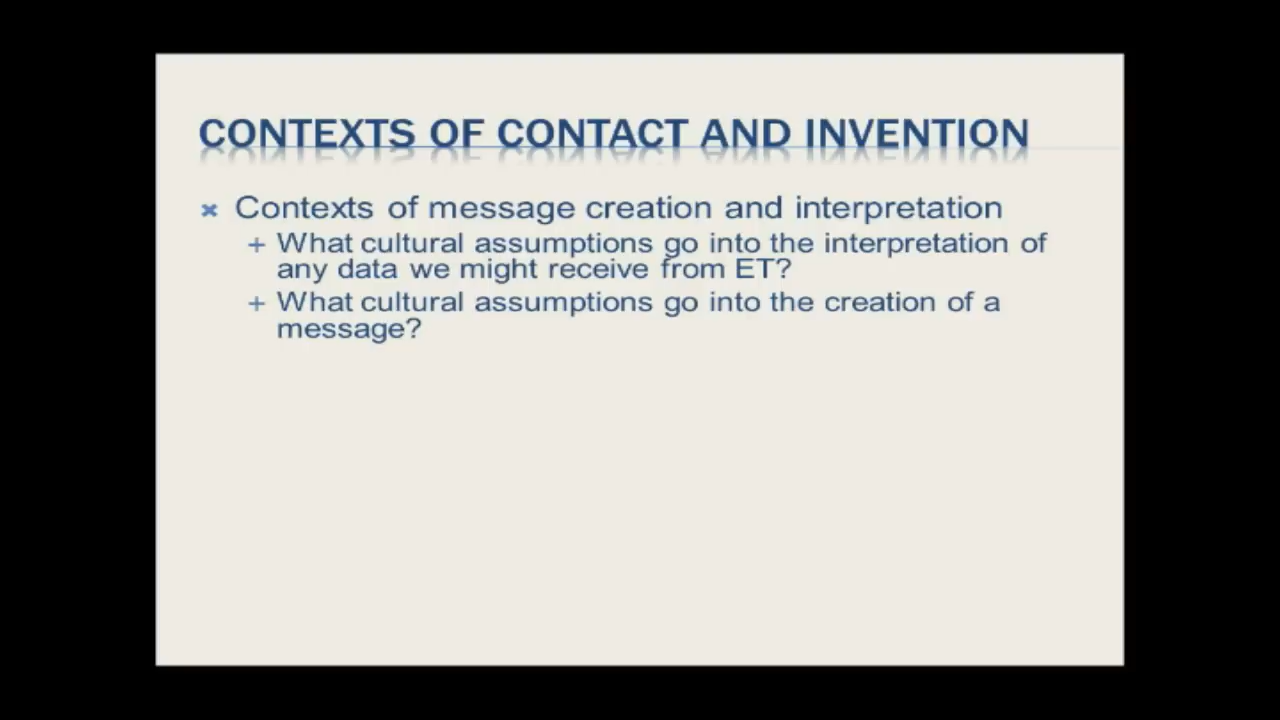 CONTEXTS OF CONTACT AND INVENTION
Contexts of message creation and interpretation
What cultural assumptions go into the interpretation of
any data we might receive from ET?
What cultural assumptions go into the creation of a
message?